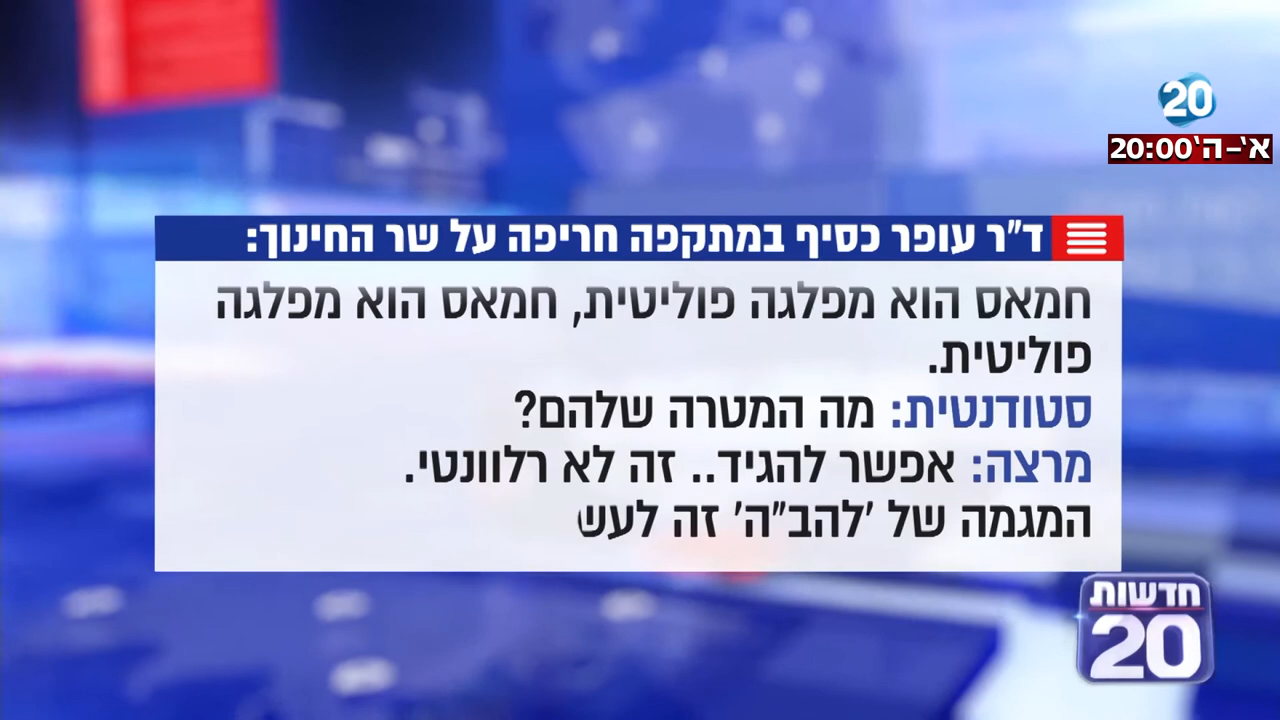 20
א'-ה' 20:00
ד"ר עופר כסיף במתקפה חריפה על שר החינוך:
חמאס הוא מפלגה פוליטית, חמאס הוא מפלגה
פוליטית.
סטודנטית: מה המטרה שלהם?
מרצה: אפשר להגיד.. זה לא רלוונטי.
המגמה של 'להב"ה' זה לעש
חדשות
20